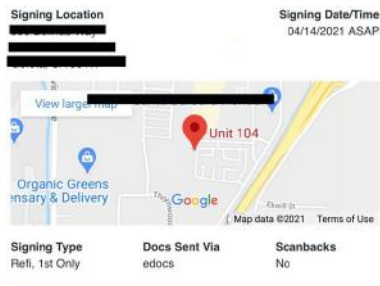 Signing Location
Signing Date/Time
04/14/2021 ASAP
View larger map
Unit 104
Organic Greens
ensary & Delivery
Google
Map data ©2021 Terms of Use
Signing Type
Docs Sent Via
Scanbacks
Refi, 1st Only
edocs
No